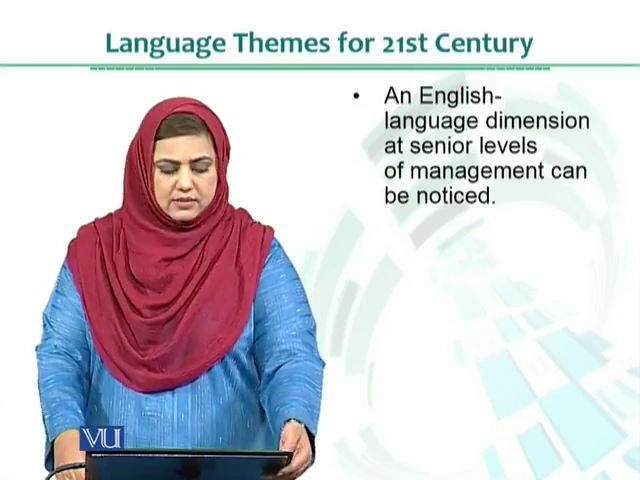 Language Themes for 21st Century
• An English-
language dimension
at senior levels
of management can
be noticed.
VU